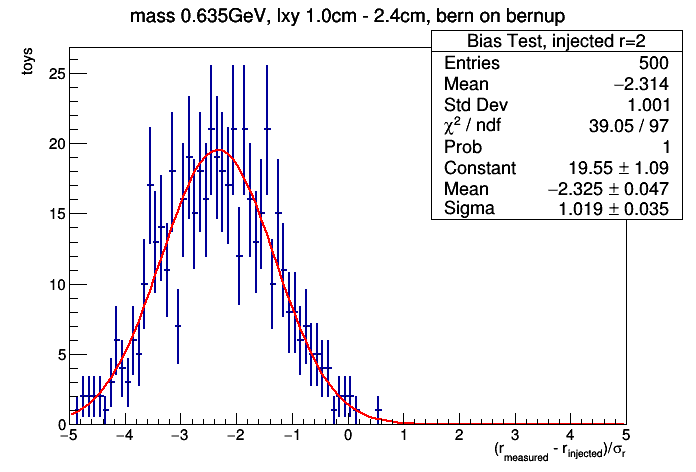 mass 0.635GeV, lxy 1.0cm - 2.4cm, bern on bernup
Bias Test, injected r=2
Entries 500
Mean −2.314
Std Dev 1.001
χ² / ndf 39.05 / 97
Prob 1
Constant 19.55 ± 1.09
Mean −2.325 ± 0.047
Sigma 1.019 ± 0.035
toys
25
20
15
10
5
0
−5 −4 −3 −2 −1 0 1 2 3 4 5
(r_measured - r_injected)/σ_r